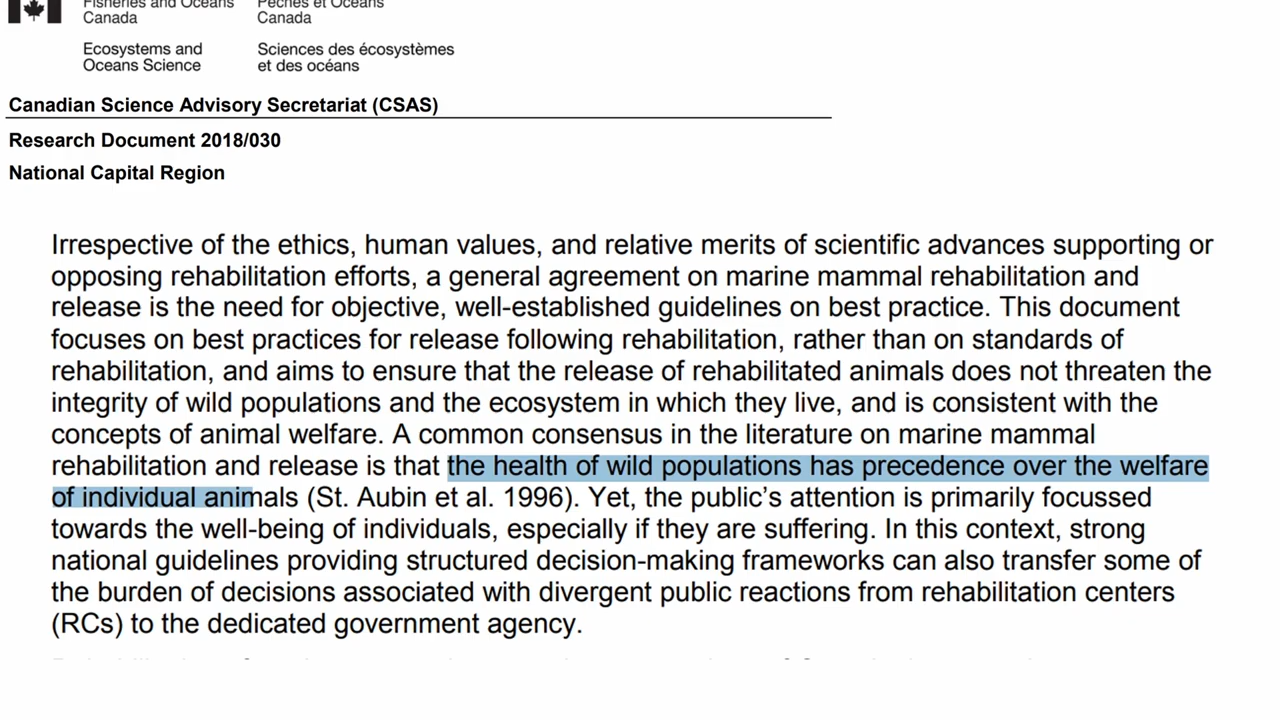 Fisheries and Oceans
Canada
Pêches et Océans
Canada
Ecosystems and
Oceans Science
Sciences des écosystèmes
et des océans
Canadian Science Advisory Secretariat (CSAS)
Research Document 2018/030
National Capital Region
Irrespective of the ethics, human values, and relative merits of scientific advances supporting or
opposing rehabilitation efforts, a general agreement on marine mammal rehabilitation and
release is the need for objective, well-established guidelines on best practice. This document
focuses on best practices for release following rehabilitation, rather than on standards of
rehabilitation, and aims to ensure that the release of rehabilitated animals does not threaten the
integrity of wild populations and the ecosystem in which they live, and is consistent with the
concepts of animal welfare. A common consensus in the literature on marine mammal
rehabilitation and release is that the health of wild populations has precedence over the welfare
of individual animals (St. Aubin et al. 1996). Yet, the public’s attention is primarily focussed
towards the well-being of individuals, especially if they are suffering. In this context, strong
national guidelines providing structured decision-making frameworks can also transfer some of
the burden of decisions associated with divergent public reactions from rehabilitation centers
(RCs) to the dedicated government agency.